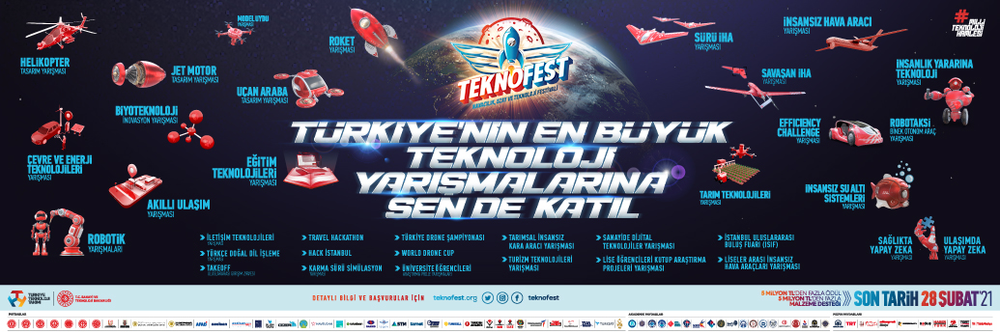 HELİKOPTER
TASARIM YARIŞMASI
MODEL UYDU
YARIŞMASI
ROKET
YARIŞMASI
TEKNOFEST
HAVACILIK, UZAY VE TEKNOLOJİ FESTİVALİ
SÜRÜ İHA
YARIŞMASI
İNSANSIZ HAVA ARACI
YARIŞMASI
#MİLLİ
TEKNOLOJİ
HAMLESİ
JET MOTOR
TASARIM YARIŞMASI
UÇAN ARABA
TASARIM YARIŞMASI
SAVAŞAN İHA
YARIŞMASI
İNSANLIK YARARINA
TEKNOLOJİ
YARIŞMASI
BİYOTEKNOLOJİ
İNOVASYON YARIŞMASI
EFFICIENCY
CHALLENGE
YARIŞMASI
ROBOTAKSİ
BİNEK OTONOM ARAÇ
YARIŞMASI
TÜRKİYE'NİN EN BÜYÜK
TEKNOLOJİ
YARIŞMALARINA
SEN DE KATIL
ÇEVRE VE ENERJİ
TEKNOLOJİLERİ
YARIŞMASI
EĞİTİM
TEKNOLOJİLERİ
YARIŞMASI
AKILLI ULAŞIM
YARIŞMASI
TARIM TEKNOLOJİLERİ
YARIŞMASI
İNSANSIZ SU ALTI
SİSTEMLERİ
YARIŞMASI
ROBOTİK
YARIŞMALARI
SAĞLIKTA
YAPAY ZEKA
YARIŞMASI
ULAŞIMDA
YAPAY ZEKA
YARIŞMASI
İLETİŞİM TEKNOLOJİLERİ
YARIŞMASI
TÜRKÇE DOĞAL DİL İŞLEME
YARIŞMASI
TAKEOFF
TRAVEL HACKATHON
YARIŞMASI
HACK İSTANBUL
KARMA SÜRÜ SİMÜLASYON
YARIŞMASI
TÜRKİYE DRONE ŞAMPİYONASI
WORLD DRONE CUP
ÜNİVERSİTE ÖĞRENCİLERİ
TARIMSAL İNSANSIZ
KARA ARACI YARIŞMASI
TURİZM TEKNOLOJİLERİ
YARIŞMASI
SANAYİDE DİJİTAL
TEKNOLOJİLER YARIŞMASI
LİSE ÖĞRENCİLERİ KUTUP ARAŞTIRMA
PROJELERİ YARIŞMASI
İSTANBUL ULUSLARARASI
BULUŞ FUARI (ISIF)
LİSELER ARASI İNSANSIZ
HAVA ARAÇLARI YARIŞMASI
TÜRKİYE
TEKNOLOJİ
TAKIMI
T.C. SANAYİ VE
TEKNOLOJİ BAKANLIĞI
DETAYLI BİLGİ VE BAŞVURULAR İÇİN teknofest.org teknofest
5 MİLYON TL'DEN FAZLA ÖDÜL
5 MİLYON TL'DEN FAZLA
MALZEME DESTEĞİ
SON TARİH 28 ŞUBAT'21